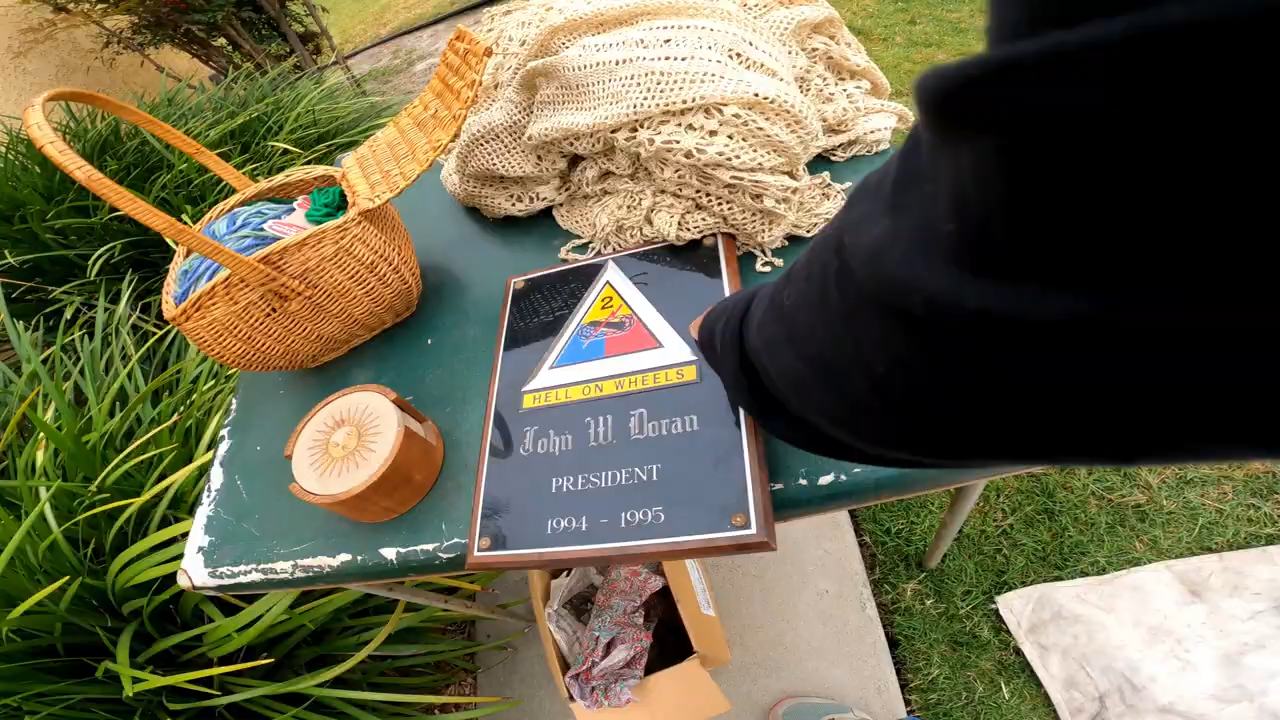 2
HELL ON WHEELS
John W. Doran
PRESIDENT
1994 - 1995